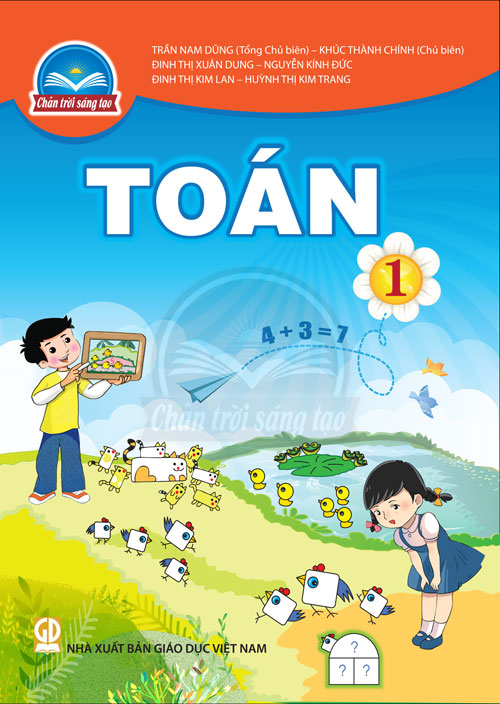 TRẦN NAM DŨNG (Tổng Chủ biên) – KHÚC THÀNH CHÍNH (Chủ biên)
ĐINH THỊ XUÂN DUNG – NGUYỄN KÍNH ĐỨC
ĐINH THỊ KIM LAN – HUỲNH THỊ KIM TRANG
Chân trời sáng tạo
TOÁN
1
4 + 3 = 7
Chân trời sáng tạo
?
? ?
GD
NHÀ XUẤT BẢN GIÁO DỤC VIỆT NAM